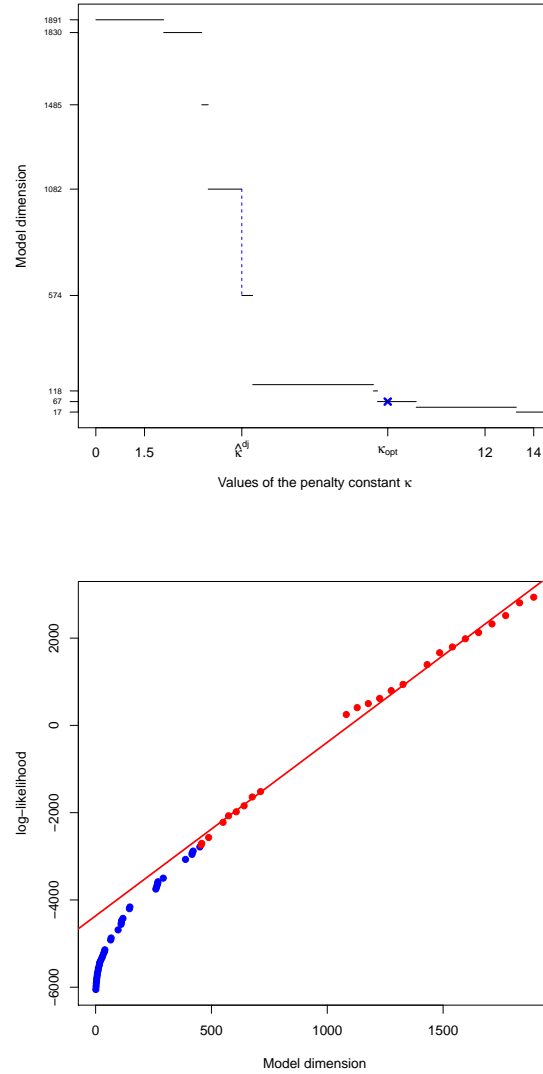 1891
1830
1485
1082
574
118
67
17
Model dimension
0 1.5 κ̂ᵈʲ κopt 12 14
Values of the penalty constant κ
2000
0
−2000
−4000
−6000
log−likelihood
0 500 1000 1500
Model dimension